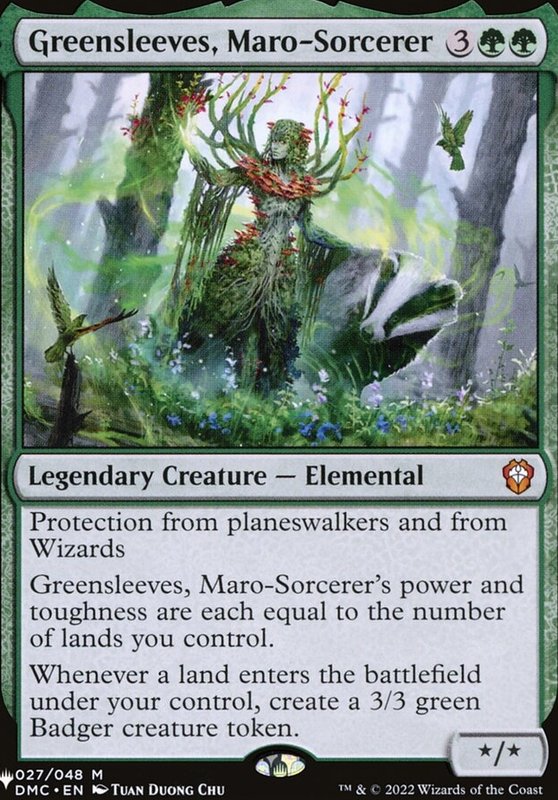 Greensleeves, Maro-Sorcerer 3
Legendary Creature — Elemental
Protection from planeswalkers and from
Wizards
Greensleeves, Maro-Sorcerer's power and
toughness are each equal to the number
of lands you control.
Whenever a land enters the battlefield
under your control, create a 3/3 green
Badger creature token.
*/*
027/048 M
DMC • EN Tuan Duong Chu
™ & © 2022 Wizards of the Coast